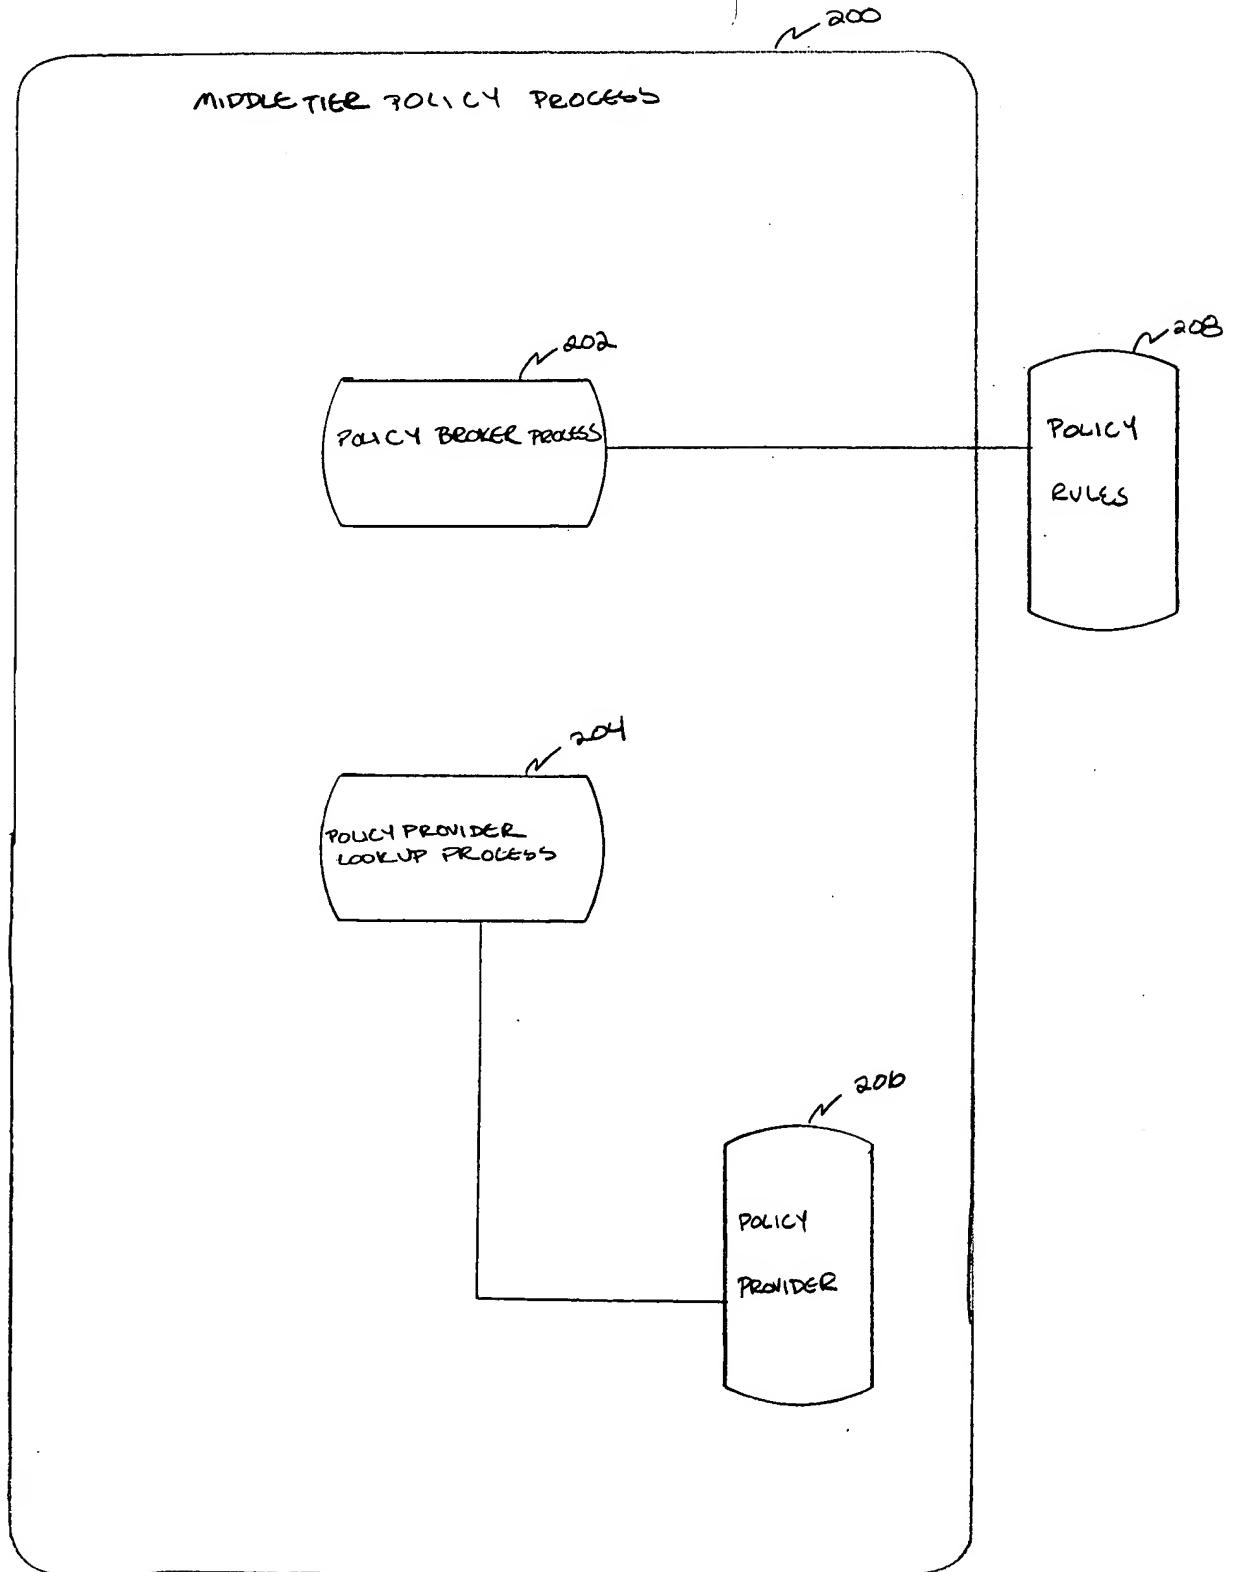 200
MIDDLE TIER POLICY PROCESS
202
208
POLICY BROKER PROCESS
POLICY
RULES
204
POLICY PROVIDER
LOOKUP PROCESS
206
POLICY
PROVIDER